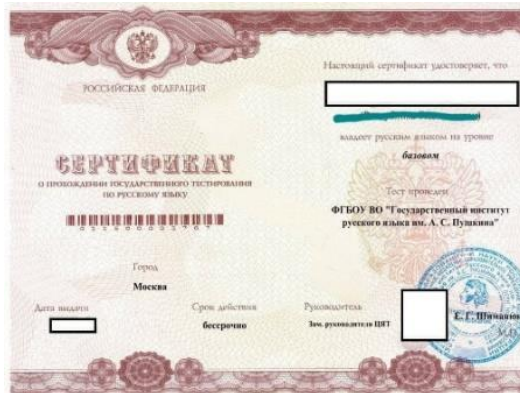 РОССИЙСКАЯ ФЕДЕРАЦИЯ
СЕРТИФИКАТ
О ПРОХОЖДЕНИИ ГОСУДАРСТВЕННОГО ТЕСТИРОВАНИЯ
ПО РУССКОМУ ЯЗЫКУ
Город
Москва
Дата выдачи
Срок действия
бессрочно
Настоящий сертификат удостоверяет, что
владеет русским языком на уровне
базовом
Тест проведен
ФГБОУ ВО "Государственный институт
русского языка им. А. С. Пушкина"
Руководитель
Зам. руководителя ЦЯТ
М.П.